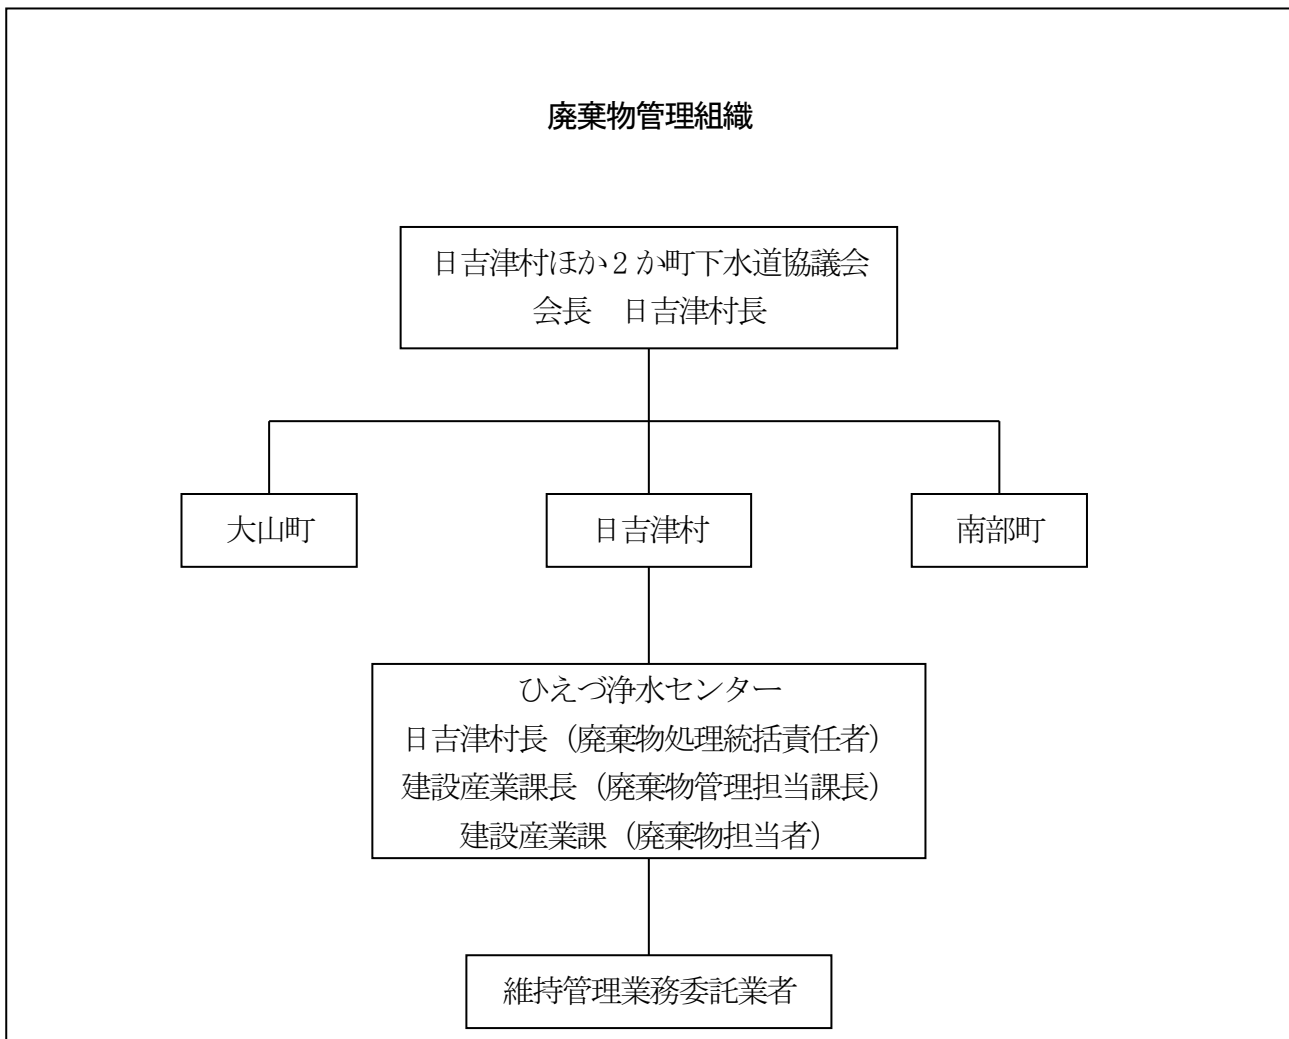 廃棄物管理組織
日吉津村ほか２か町下水道協議会
会長　日吉津村長
大山町
日吉津村
南部町
ひえづ浄水センター
日吉津村長（廃棄物処理統括責任者）
建設産業課長（廃棄物管理担当課長）
建設産業課（廃棄物担当者）
維持管理業務委託業者